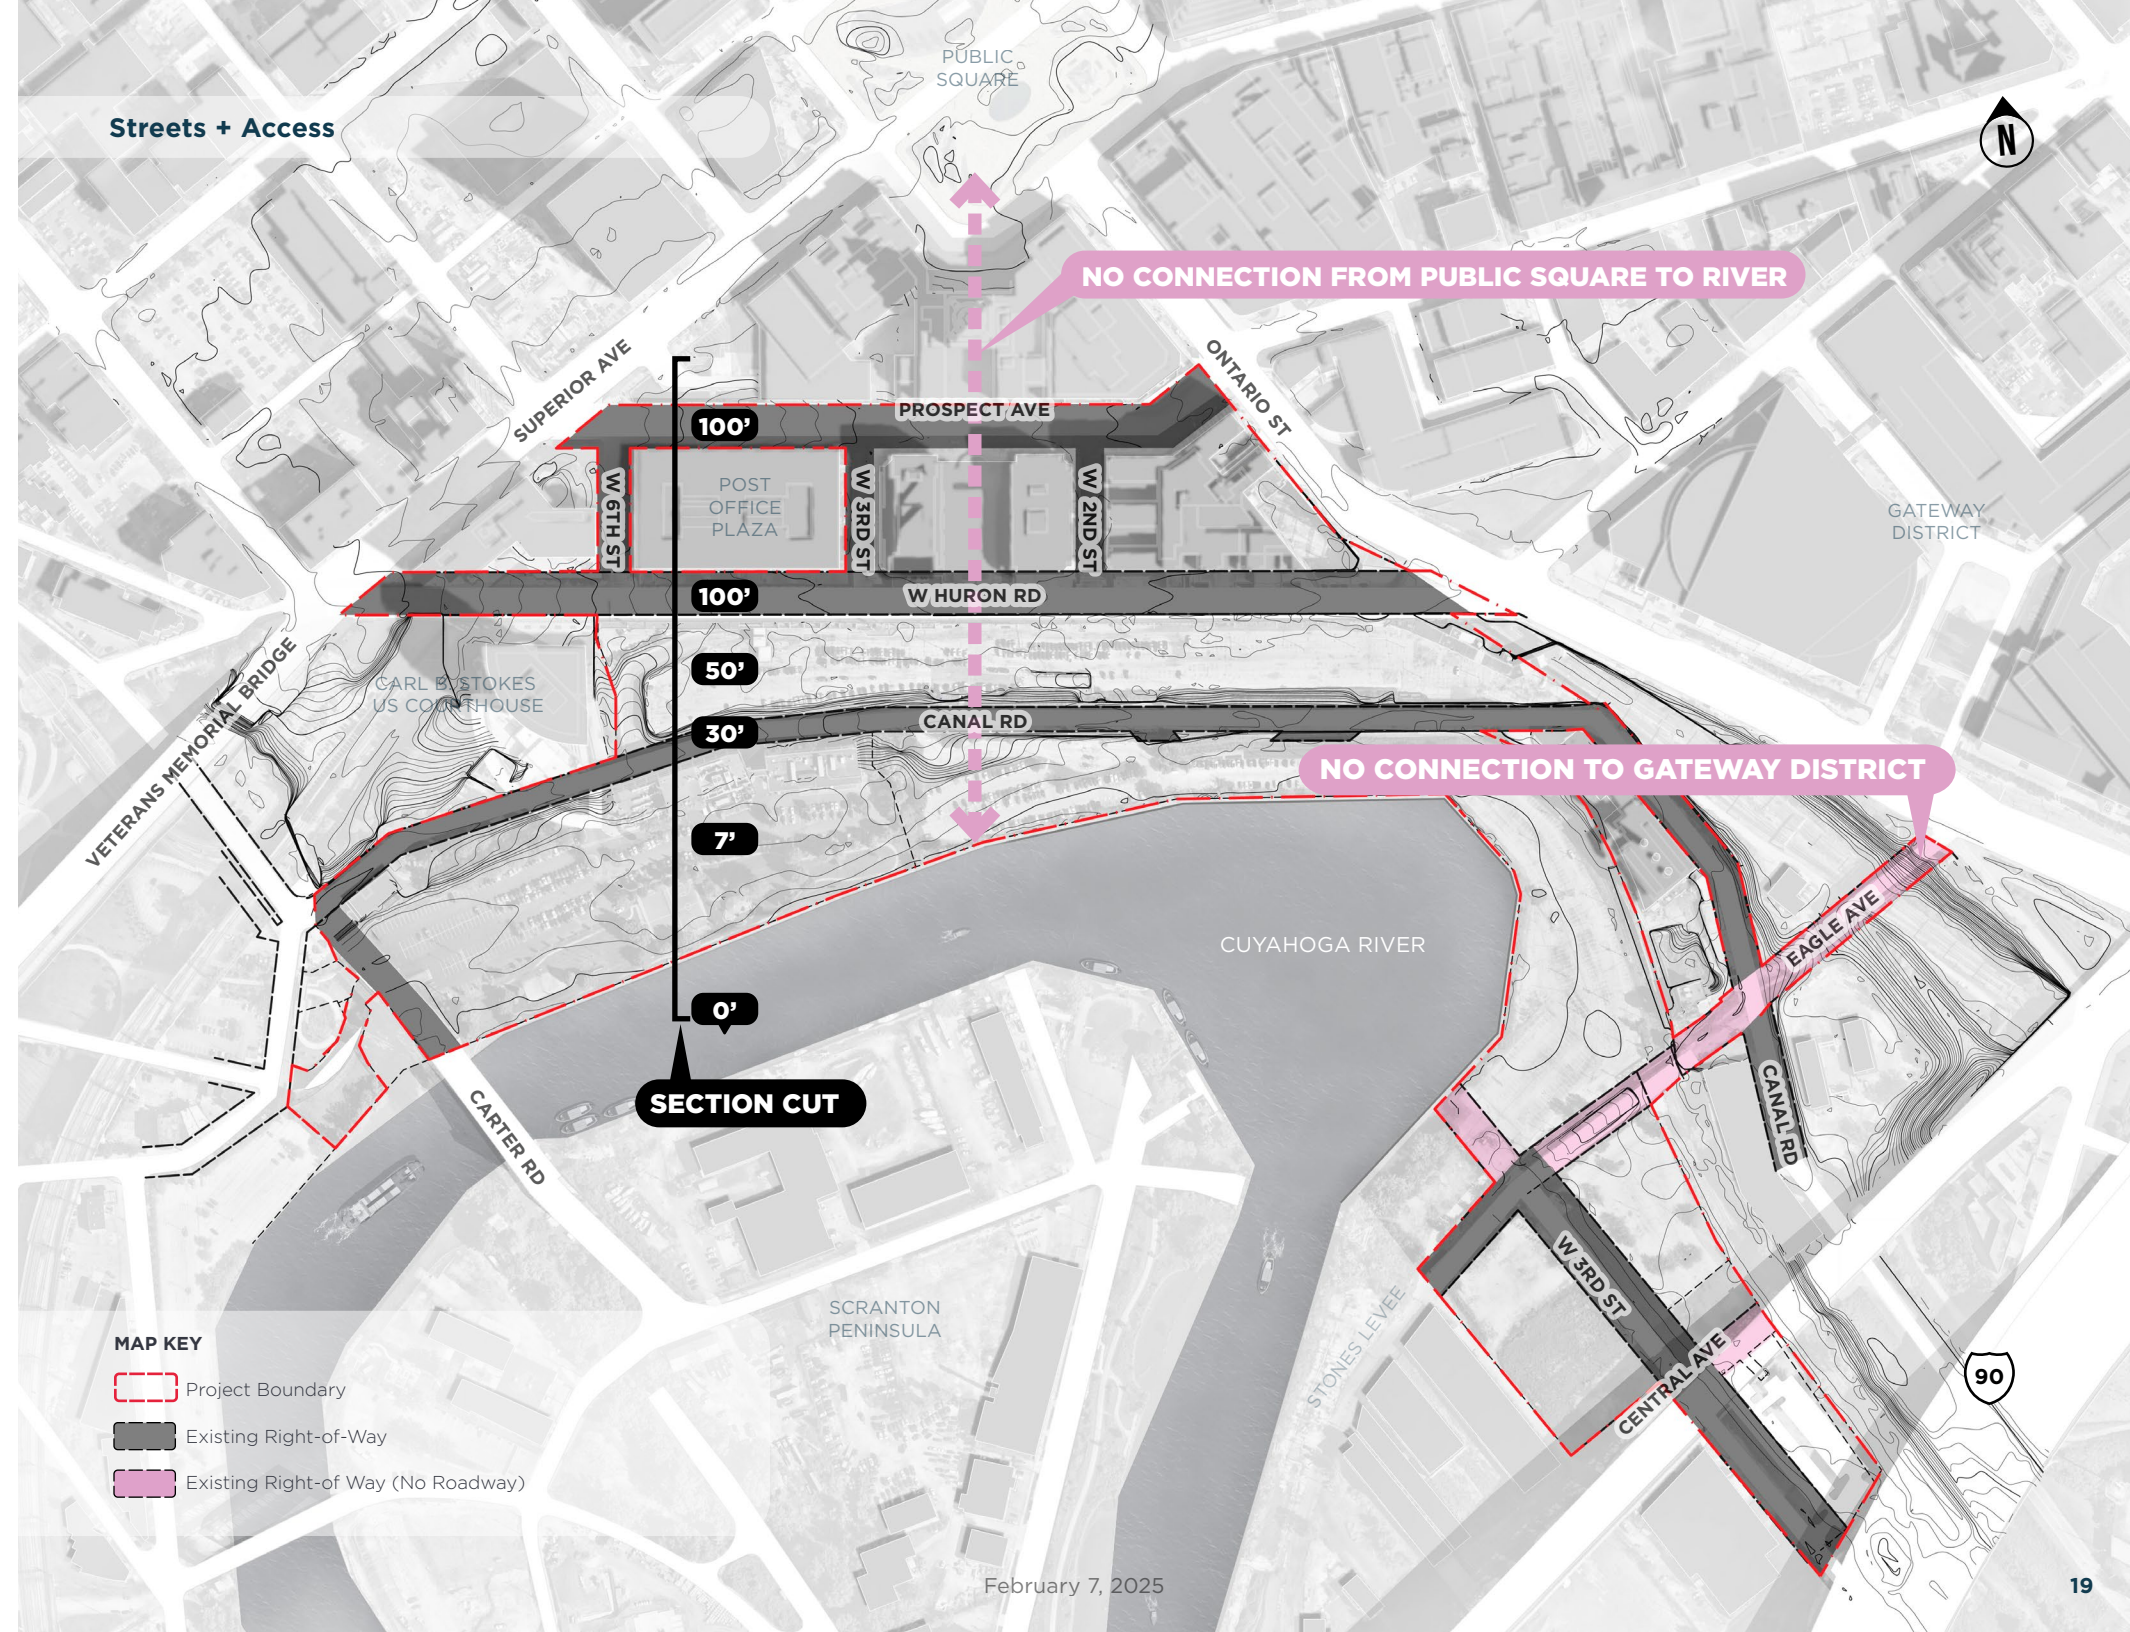 PUBLIC
SQUARE
Streets + Access
N
NO CONNECTION FROM PUBLIC SQUARE TO RIVER
SUPERIOR AVE
ONTARIO ST
PROSPECT AVE
100’
W 6TH ST
POST
OFFICE
PLAZA
W 3RD ST
W 2ND ST
GATEWAY
DISTRICT
100’
W HURON RD
50’
CARL B. STOKES
US COURTHOUSE
VETERANS MEMORIAL BRIDGE
30’
CANAL RD
NO CONNECTION TO GATEWAY DISTRICT
7’
EAGLE AVE
CUYAHOGA RIVER
0’
SECTION CUT
CARTER RD
CANAL RD
W 3RD ST
SCRANTON
PENINSULA
STONES LEVEE
CENTRAL AVE
90
MAP KEY
Project Boundary
Existing Right-of-Way
Existing Right-of Way (No Roadway)
February 7, 2025
19